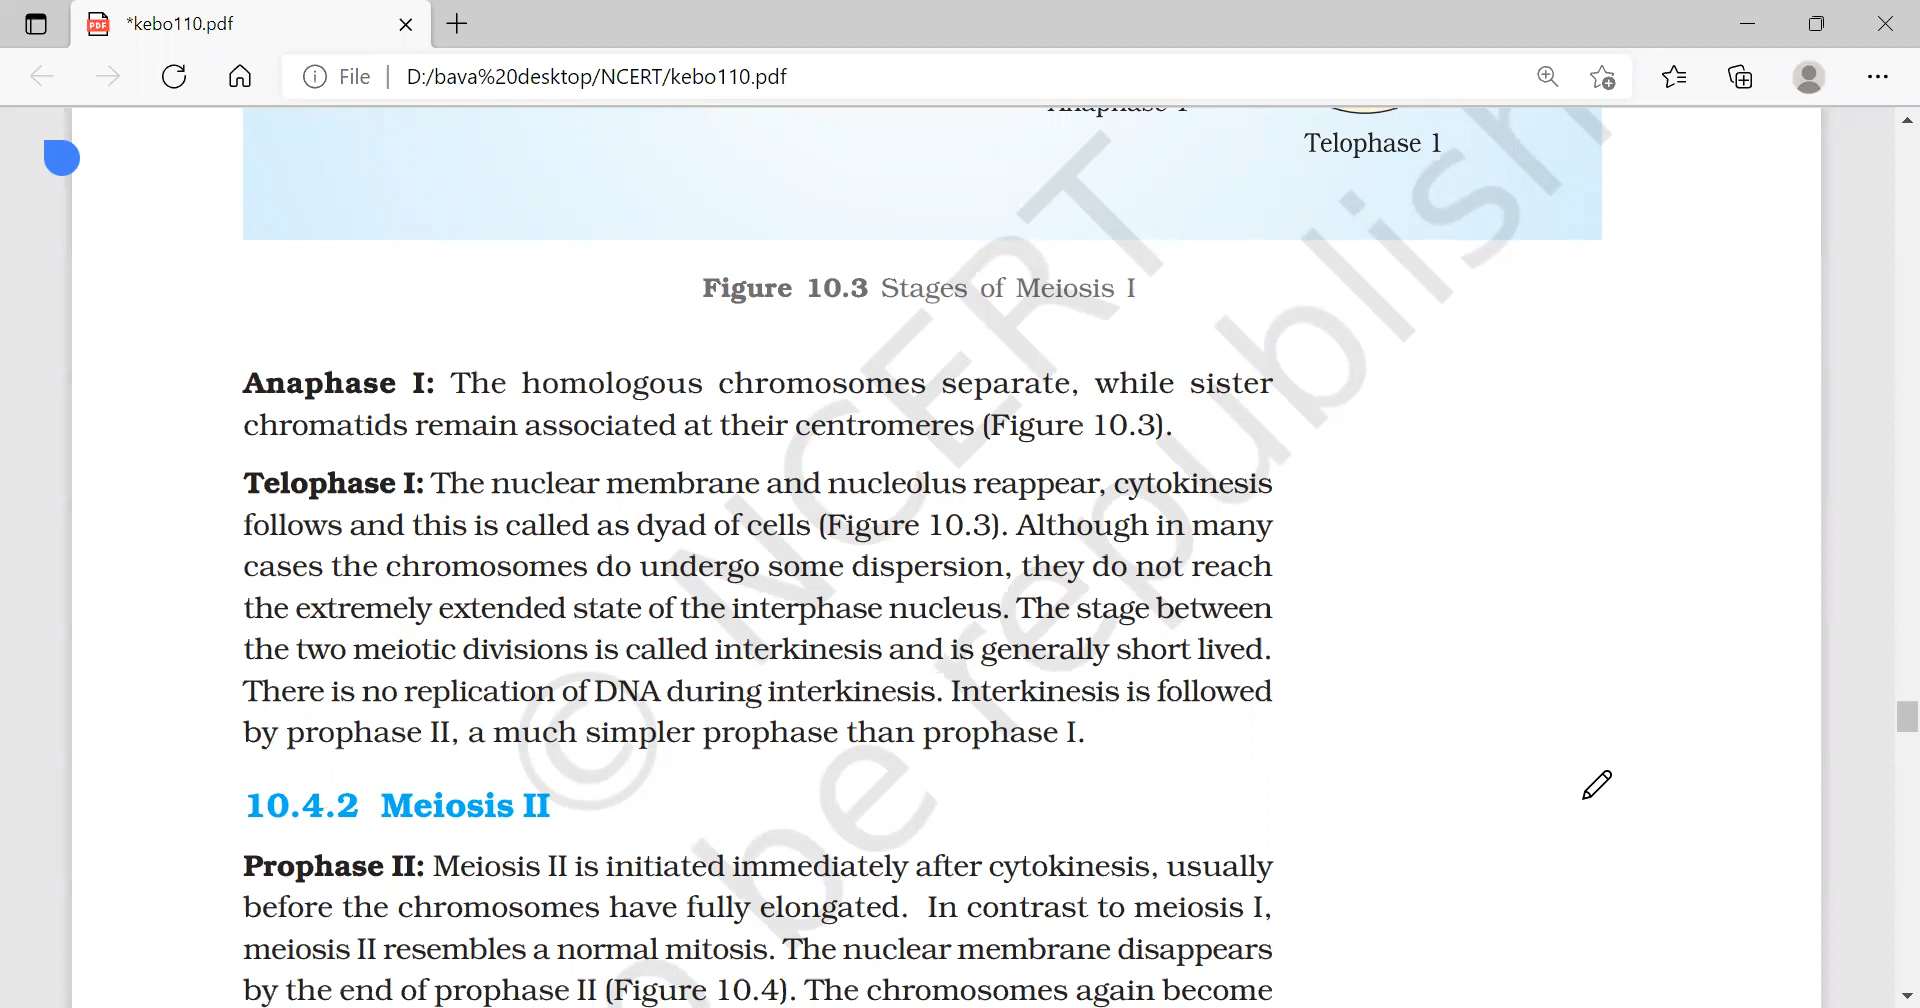 *kebo110.pdf
File | D:/bava%20desktop/NCERT/kebo110.pdf
Anaphase 1
Telophase 1
Figure 10.3 Stages of Meiosis I
Anaphase I: The homologous chromosomes separate, while sister
chromatids remain associated at their centromeres (Figure 10.3).
Telophase I: The nuclear membrane and nucleolus reappear, cytokinesis
follows and this is called as dyad of cells (Figure 10.3). Although in many
cases the chromosomes do undergo some dispersion, they do not reach
the extremely extended state of the interphase nucleus. The stage between
the two meiotic divisions is called interkinesis and is generally short lived.
There is no replication of DNA during interkinesis. Interkinesis is followed
by prophase II, a much simpler prophase than prophase I.
10.4.2 Meiosis II
Prophase II: Meiosis II is initiated immediately after cytokinesis, usually
before the chromosomes have fully elongated. In contrast to meiosis I,
meiosis II resembles a normal mitosis. The nuclear membrane disappears
by the end of prophase II (Figure 10.4). The chromosomes again become
© NCERT
be republish